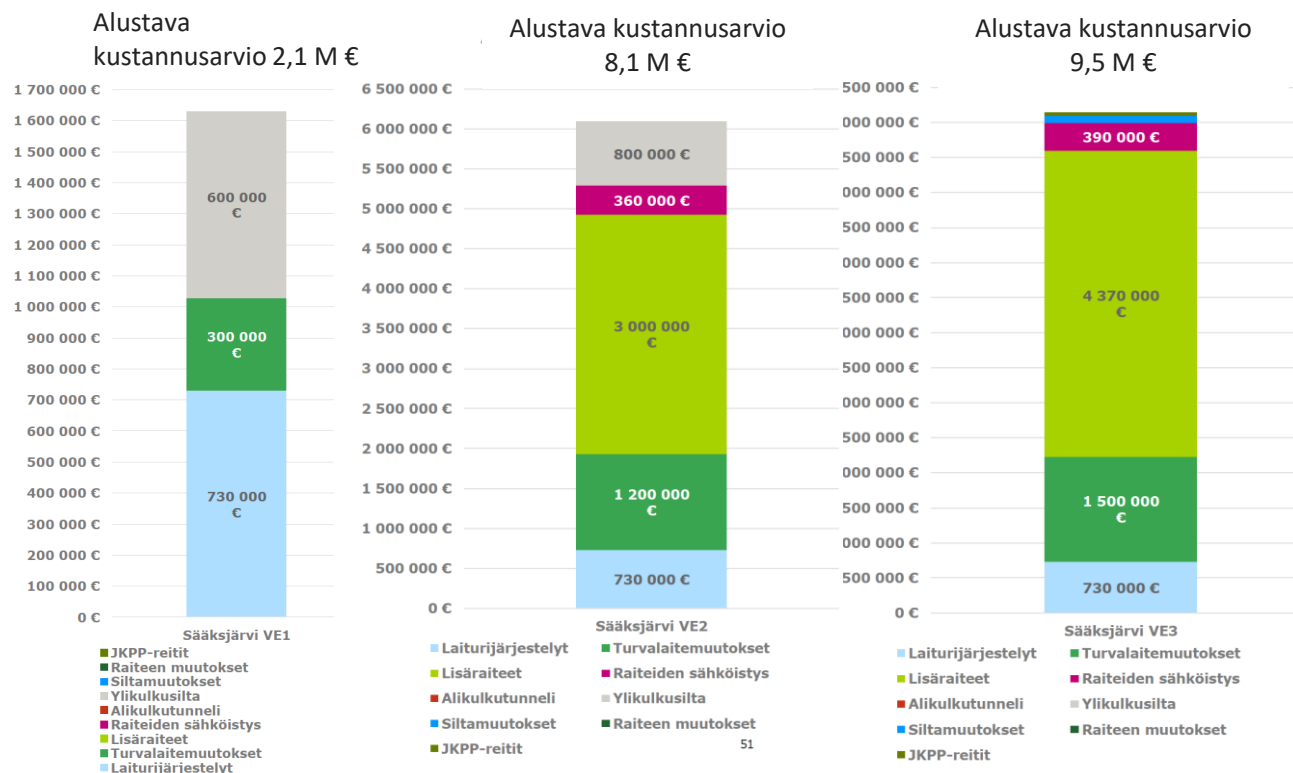 Alustava
kustannusarvio 2,1 M €
1 700 000 €
1 600 000 €
1 500 000 €
1 400 000 €
1 300 000 €
1 200 000 €
1 100 000 €
1 000 000 €
900 000 €
800 000 €
700 000 €
600 000 €
500 000 €
400 000 €
300 000 €
200 000 €
100 000 €
0 €
600 000
€
300 000
€
730 000
€
Sääksjärvi VE1
JKPP-reitit
Raiteen muutokset
Siltamuutokset
Ylikulkusilta
Alikulkutunneli
Raiteiden sähköistys
Lisäraiteet
Turvalaitemuutokset
Laiturijärjestelyt
Alustava kustannusarvio
8,1 M €
6 500 000 €
6 000 000 €
5 500 000 €
5 000 000 €
4 500 000 €
4 000 000 €
3 500 000 €
3 000 000 €
2 500 000 €
2 000 000 €
1 500 000 €
1 000 000 €
500 000 €
0 €
800 000 €
360 000 €
3 000 000
€
1 200 000
€
730 000 €
Sääksjärvi VE2
Laiturijärjestelyt Turvalaitemuutokset
Lisäraiteet Raiteiden sähköistys
Alikulkutunneli Ylikulkusilta
Siltamuutokset Raiteen muutokset
JKPP-reitit
51
Alustava kustannusarvio
9,5 M €
500 000 €
000 000 €
500 000 €
000 000 €
500 000 €
000 000 €
500 000 €
000 000 €
500 000 €
000 000 €
500 000 €
000 000 €
500 000 €
000 000 €
500 000 €
0 €
390 000 €
4 370 000
€
1 500 000
€
730 000 €
Sääksjärvi VE3
Laiturijärjestelyt Turvalaitemuutokset
Lisäraiteet Raiteiden sähköistys
Alikulkutunneli Ylikulkusilta
Siltamuutokset Raiteen muutokset
JKPP-reitit